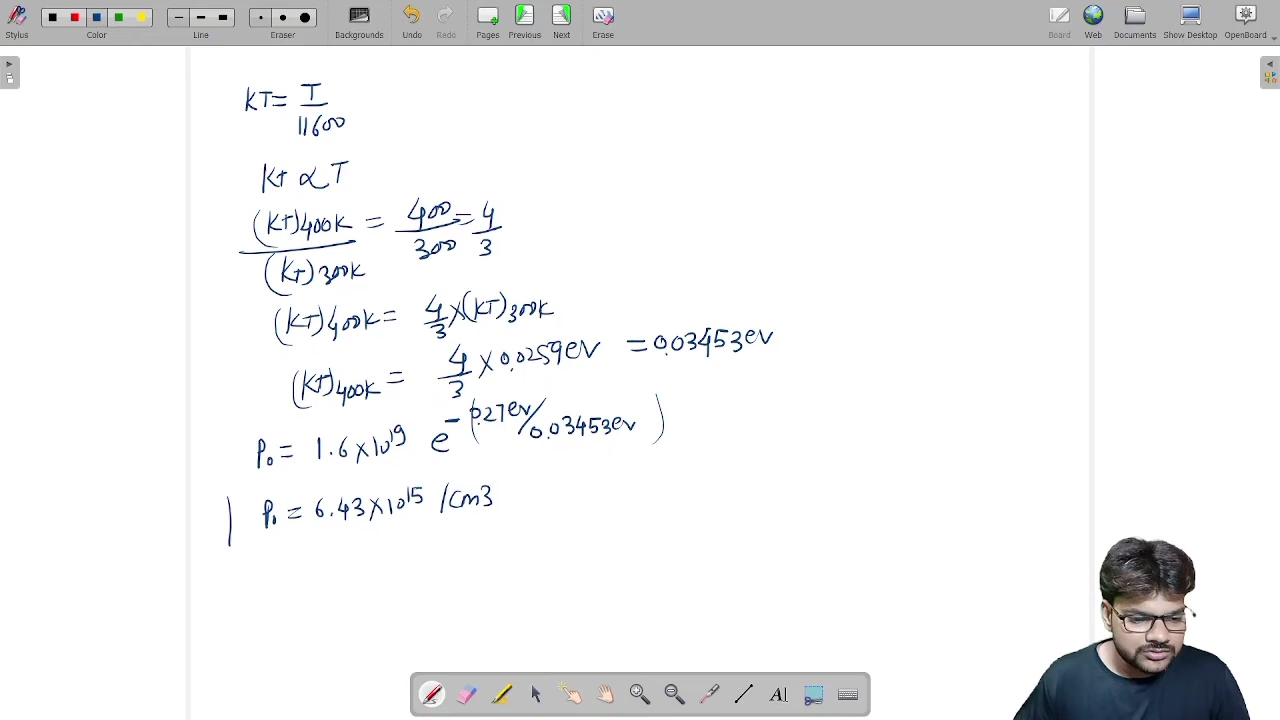 Stylus Color Line Eraser Backgrounds Undo Redo Pages Previous Next Erase Board Web Documents Show Desktop OpenBoard
KT = T/11600
KT ∝ T
(KT)400K / (KT)300K = 400/300 = 4/3
(KT)400K = 4/3 × (KT)300K
(KT)400K = 4/3 × 0.0259eV = 0.03453eV
P₀ = 1.6×10¹⁹ e^-(0.27eV/0.03453eV)
P₀ = 6.43×10¹⁵ /cm3